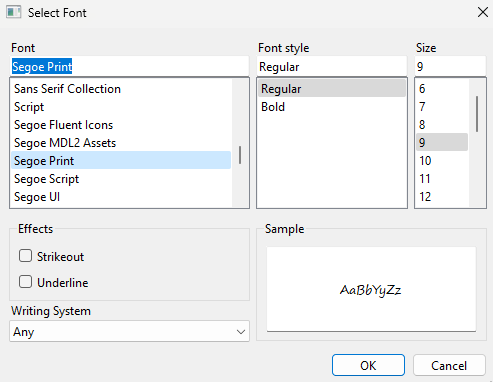 Select Font
Font
Font style
Size
Segoe Print
Regular
9
Sans Serif Collection
Script
Segoe Fluent Icons
Segoe MDL2 Assets
Segoe Print
Segoe Script
Segoe UI
Regular
Bold
6
7
8
9
10
11
12
Effects
Strikeout
Underline
Writing System
Any
Sample
AaBbYyZz
OK
Cancel